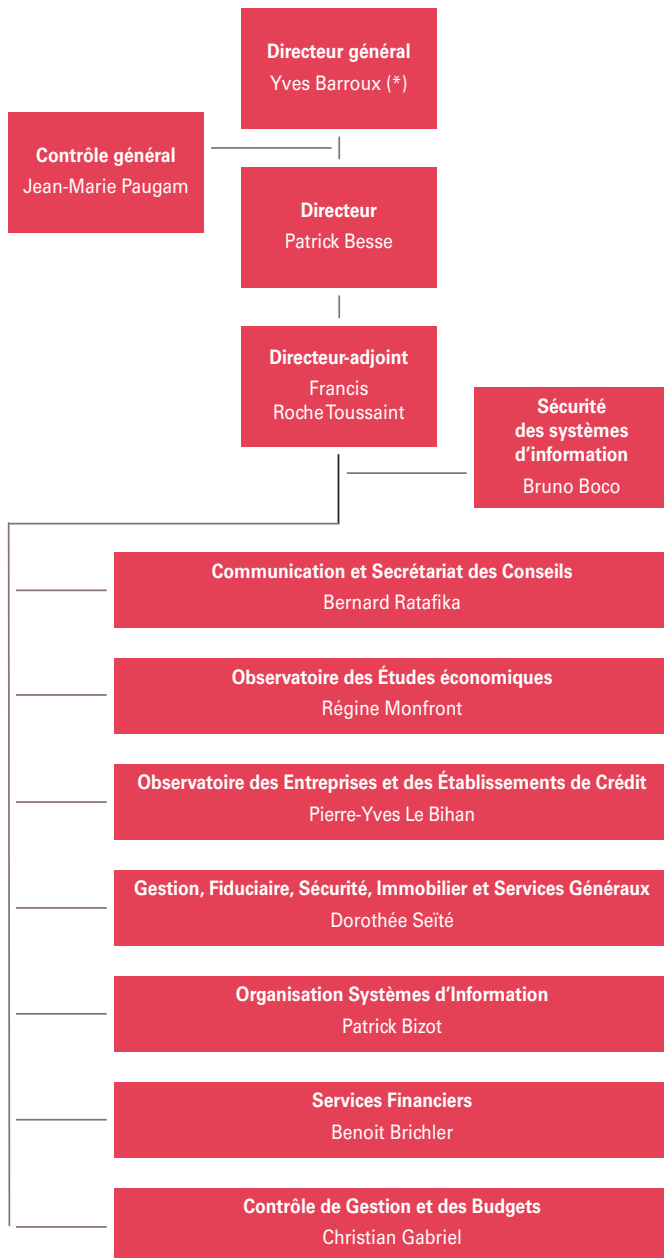 Directeur général
Yves Barroux (*)
Contrôle général
Jean-Marie Paugam
Directeur
Patrick Besse
Directeur-adjoint
Francis
Roche Toussaint
Sécurité
des systèmes
d’information
Bruno Boco
Communication et Secrétariat des Conseils
Bernard Ratafika
Observatoire des Études économiques
Régine Monfront
Observatoire des Entreprises et des Établissements de Crédit
Pierre-Yves Le Bihan
Gestion, Fiduciaire, Sécurité, Immobilier et Services Généraux
Dorothée Seïté
Organisation Systèmes d’Information
Patrick Bizot
Services Financiers
Benoit Brichler
Contrôle de Gestion et des Budgets
Christian Gabriel